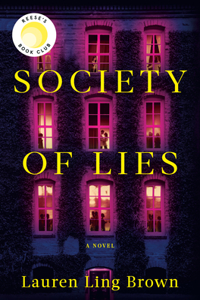 REESE'S
BOOK CLUB
SOCIETY
OF LIES
A NOVEL
Lauren Ling Brown